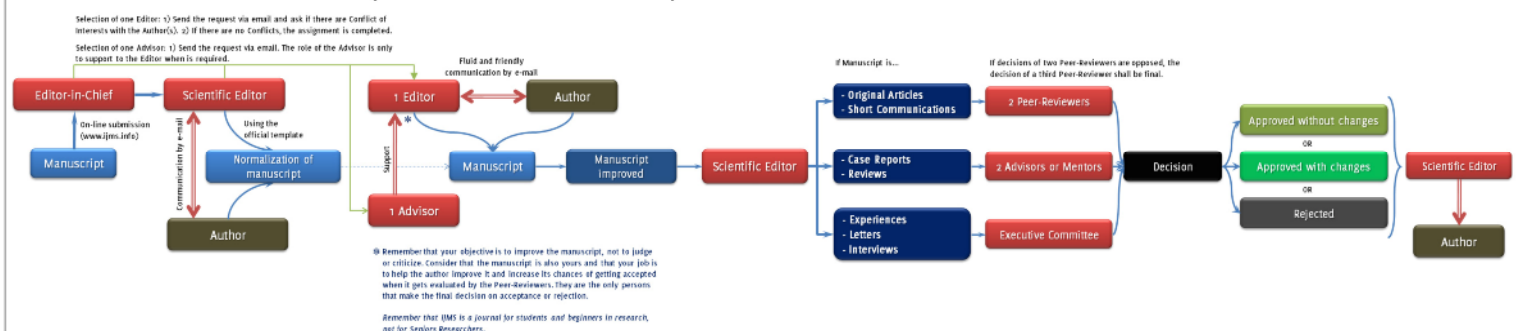 Selection of one Editor: 1) Send the request via email and ask if there are Conflict of
Interests with the Author(s). 2) If there are no Conflicts, the assignment is completed.
Selection of one Advisor: 1) Send the request via email. The role of the Advisor is only
to support to the Editor when is required.
Editor-in-Chief
Scientific Editor
On-line submission
(www.ijms.info)
Manuscript
Communication by e-mail
Using the
official template
Normalization of
manuscript
Author
Fluid and friendly
communication by e-mail
1 Editor
Author
*
Support
1 Advisor
Manuscript
Manuscript
improved
Scientific Editor
* Remember that your objective is to improve the manuscript, not to judge
or criticize. Consider that the manuscript is also yours and that your job is
to help the author improve it and increase its chances of getting accepted
when it gets evaluated by the Peer-Reviewers. They are the only persons
that make the final decision on acceptance or rejection.
Remember that IJMS is a journal for students and beginners in research,
not for Seniors Researchers.
If Manuscript is...
- Original Articles
- Short Communications
- Case Reports
- Reviews
- Experiences
- Letters
- Interviews
If decisions of two Peer-Reviewers are opposed, the
decision of a third Peer-Reviewer shall be final.
2 Peer-Reviewers
2 Advisors or Mentors
Executive Committee
Decision
Approved without changes
OR
Approved with changes
OR
Rejected
Scientific Editor
Author